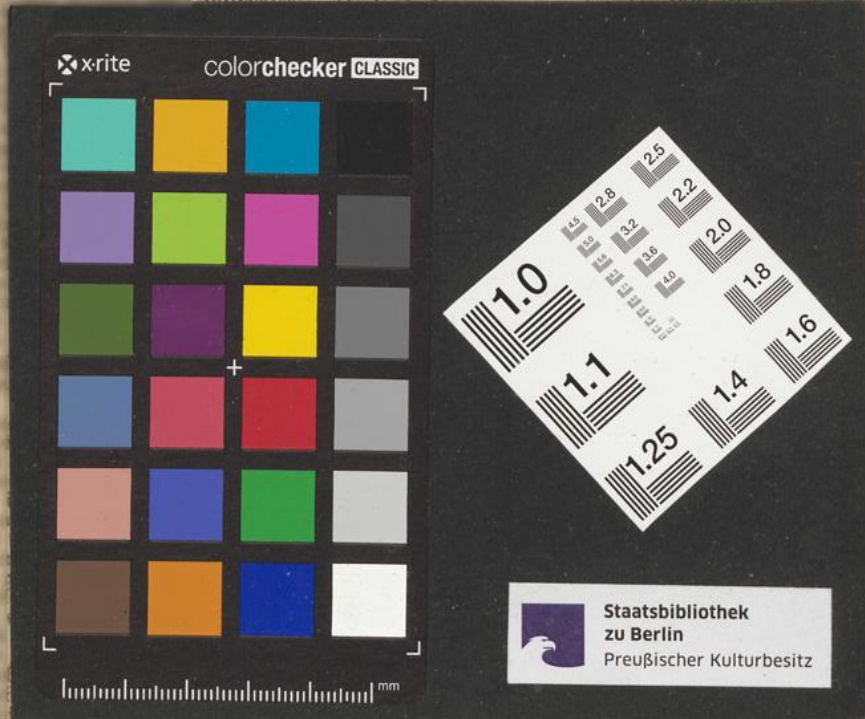 x·rite
colorchecker CLASSIC
2.5
2.8
2.2
4.5
3.2
2.0
5.0
3.6
1.8
5.6
4.0
1.0
1.6
1.1
1.4
1.25
mm
Staatsbibliothek
zu Berlin
Preußischer Kulturbesitz